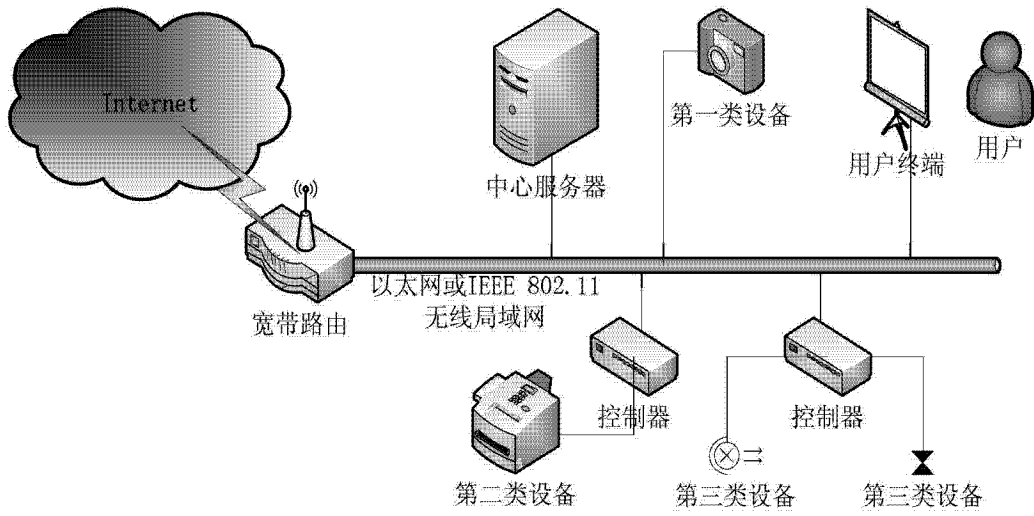 Internet
中心服务器
第一类设备
用户终端
用户
宽带路由
以太网或IEEE 802.11
无线局域网
控制器
控制器
第二类设备
第三类设备
第三类设备